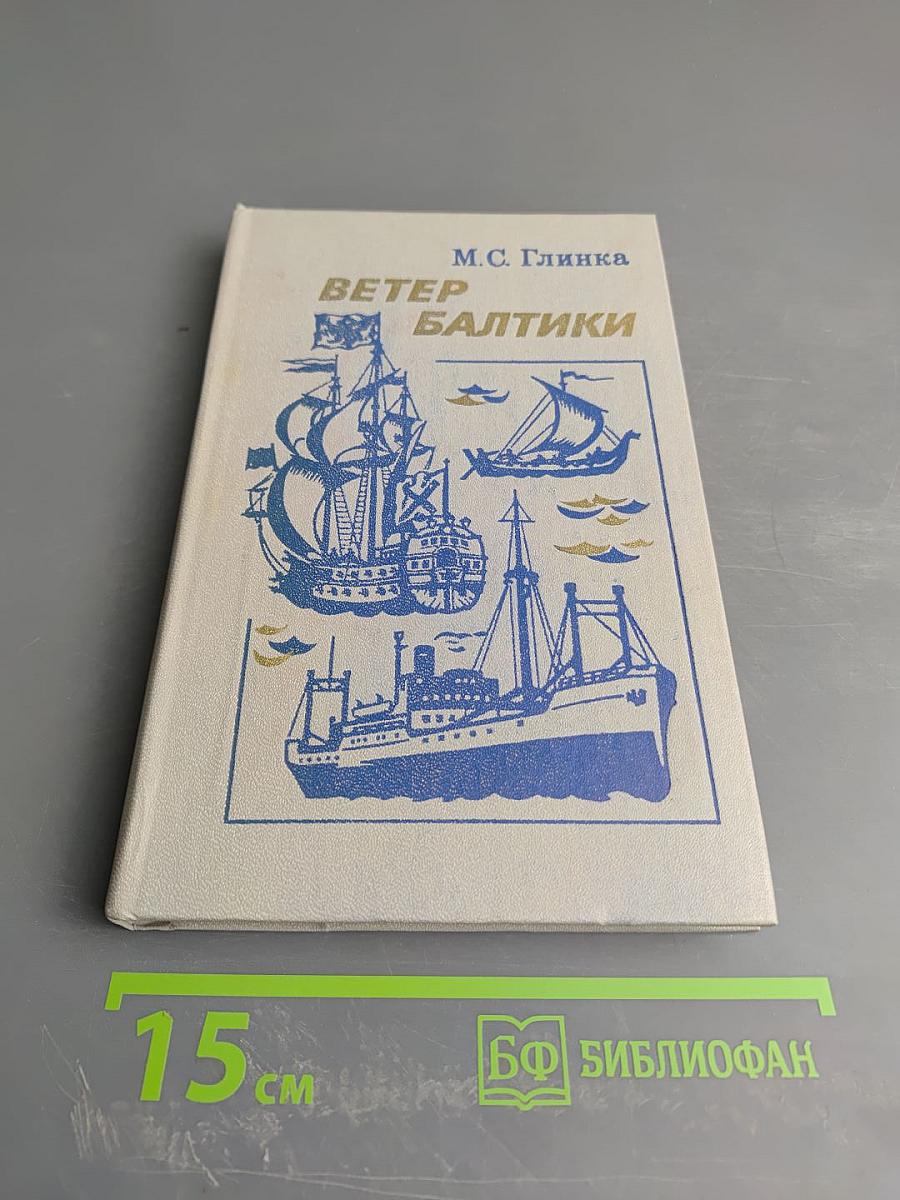 М.С. Глинка
ВЕТЕР
БАЛТИКИ
15 см
БФ БИБЛИОФАН